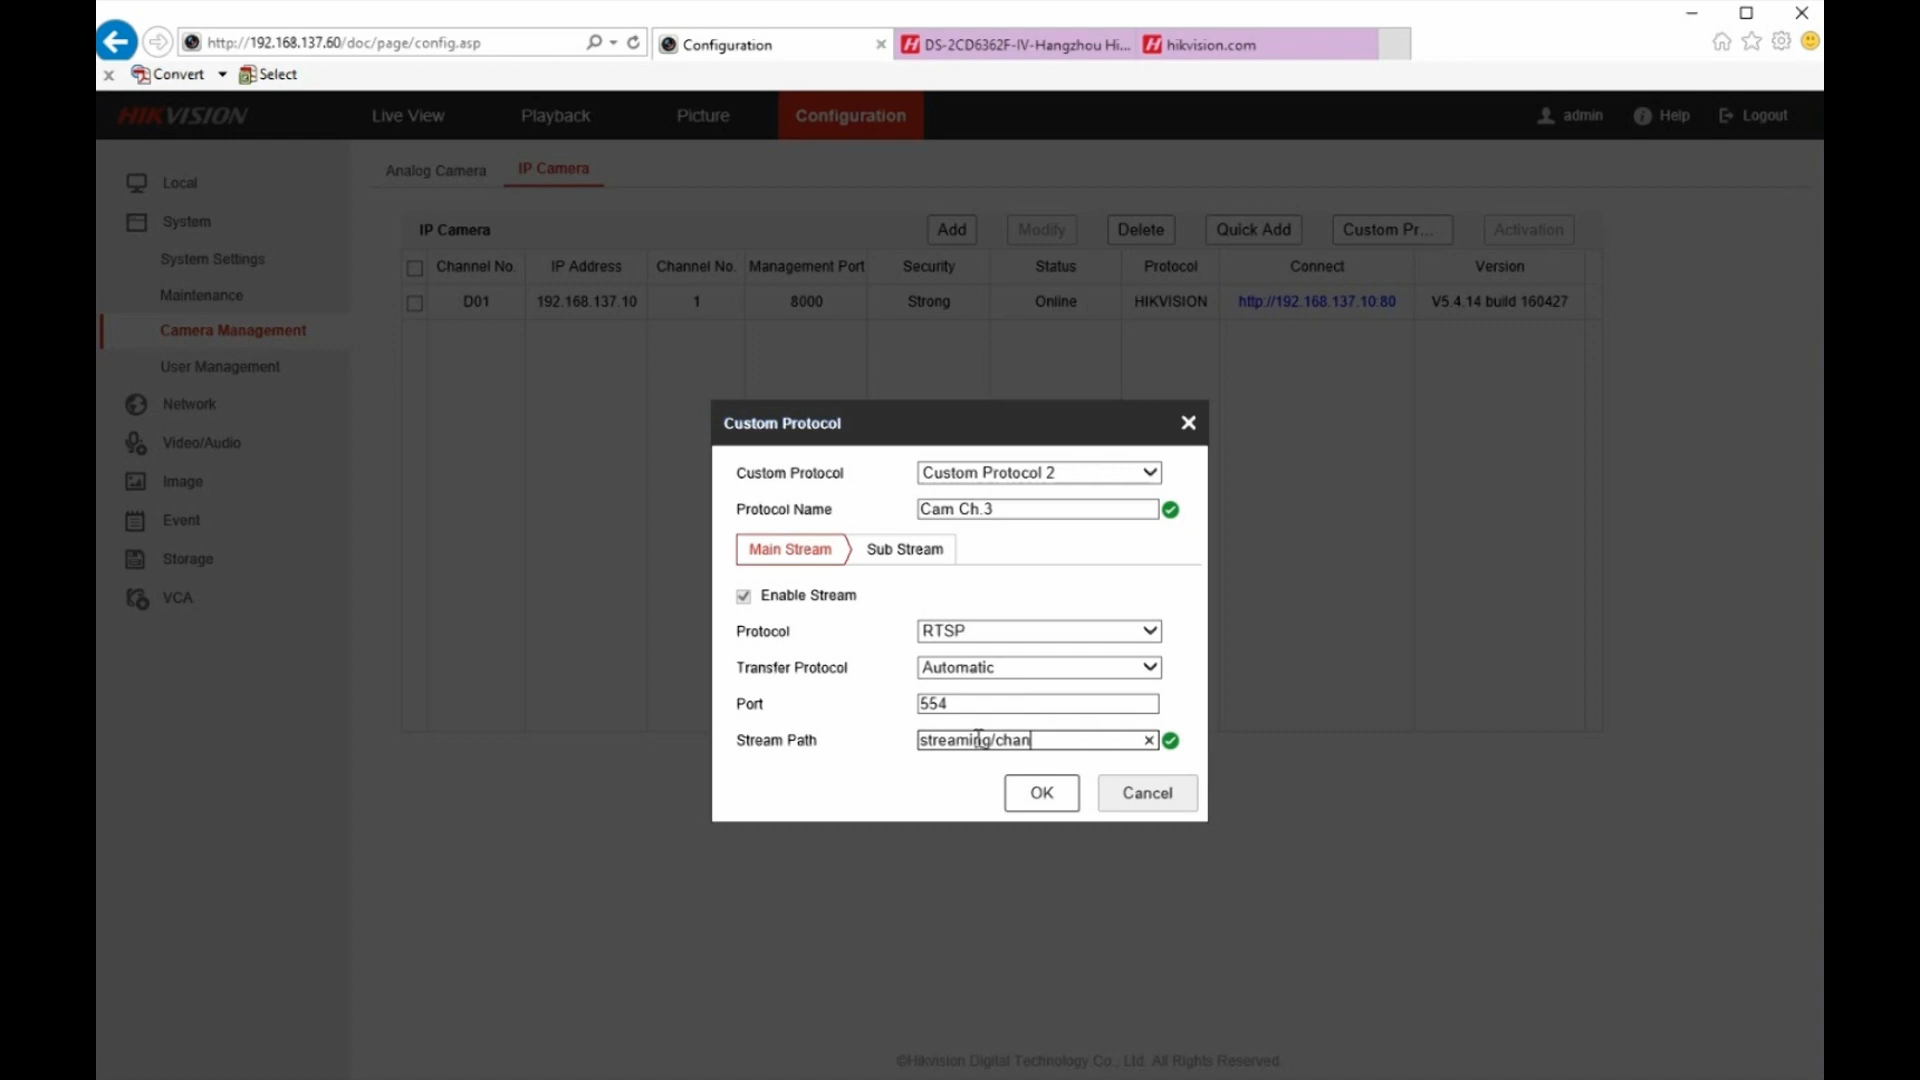 http://192.168.137.60/doc/page/config.asp
Configuration
DS-2CD6362F-IV-Hangzhou Hi...
hikvision.com
Convert
Select
HIKVISION
Live View
Playback
Picture
Configuration
admin
Help
Logout
Local
System
System Settings
Maintenance
Camera Management
User Management
Network
Video/Audio
Image
Event
Storage
VCA
Analog Camera
IP Camera
IP Camera
Add
Modify
Delete
Quick Add
Custom Pr...
Activation
Channel No. IP Address Channel No. Management Port Security Status Protocol Connect Version
D01 192.168.137.10 1 8000 Strong Online HIKVISION http://192.168.137.10:80 V5.4.14 build 160427
Custom Protocol
Custom Protocol Custom Protocol 2
Protocol Name Cam Ch.3
Main Stream Sub Stream
Enable Stream
Protocol RTSP
Transfer Protocol Automatic
Port 554
Stream Path streaming/chan
OK Cancel
©Hikvision Digital Technology Co., Ltd. All Rights Reserved.